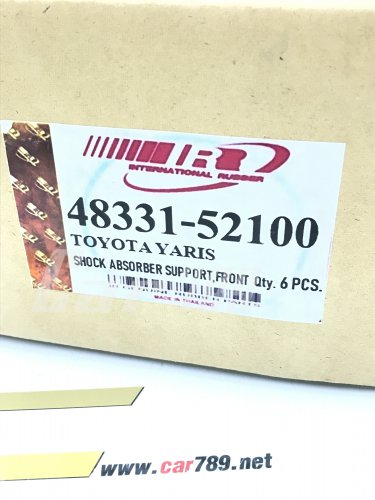 RI
INTERNATIONAL RUBBER
48331-52100
TOYOTA YARIS
SHOCK ABSORBER SUPPORT,FRONT Qty. 6 PCS.
MADE IN THAILAND
www.car789.net